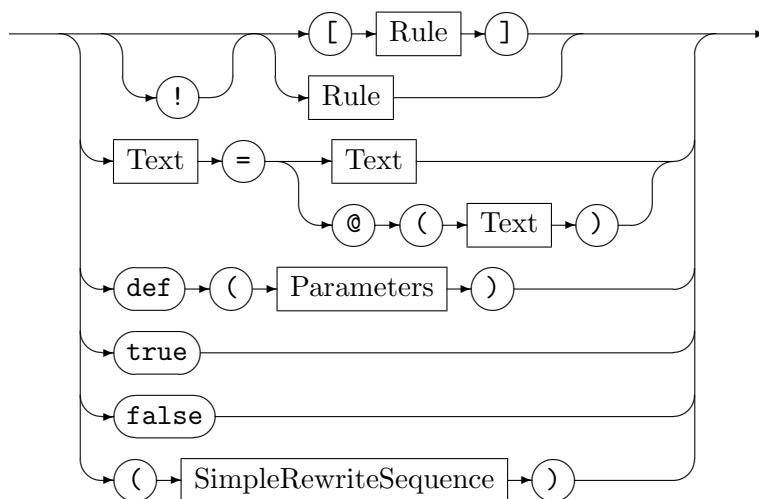 [ Rule ]
! Rule
Text = Text
@ ( Text )
def ( Parameters )
true
false
( SimpleRewriteSequence )